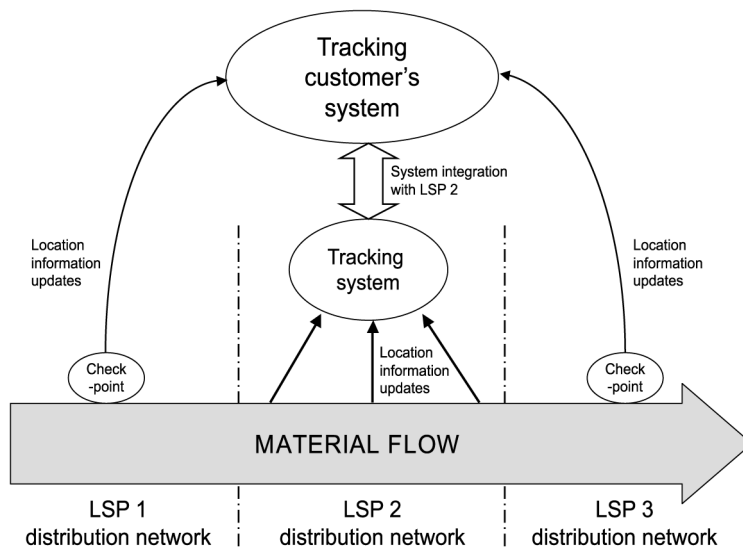 Tracking
customer's
system
System integration
with LSP 2
Tracking
system
Location
information
updates
Location
information
updates
Location
information
updates
Check
-point
Check
-point
MATERIAL FLOW
LSP 1
distribution network
LSP 2
distribution network
LSP 3
distribution network